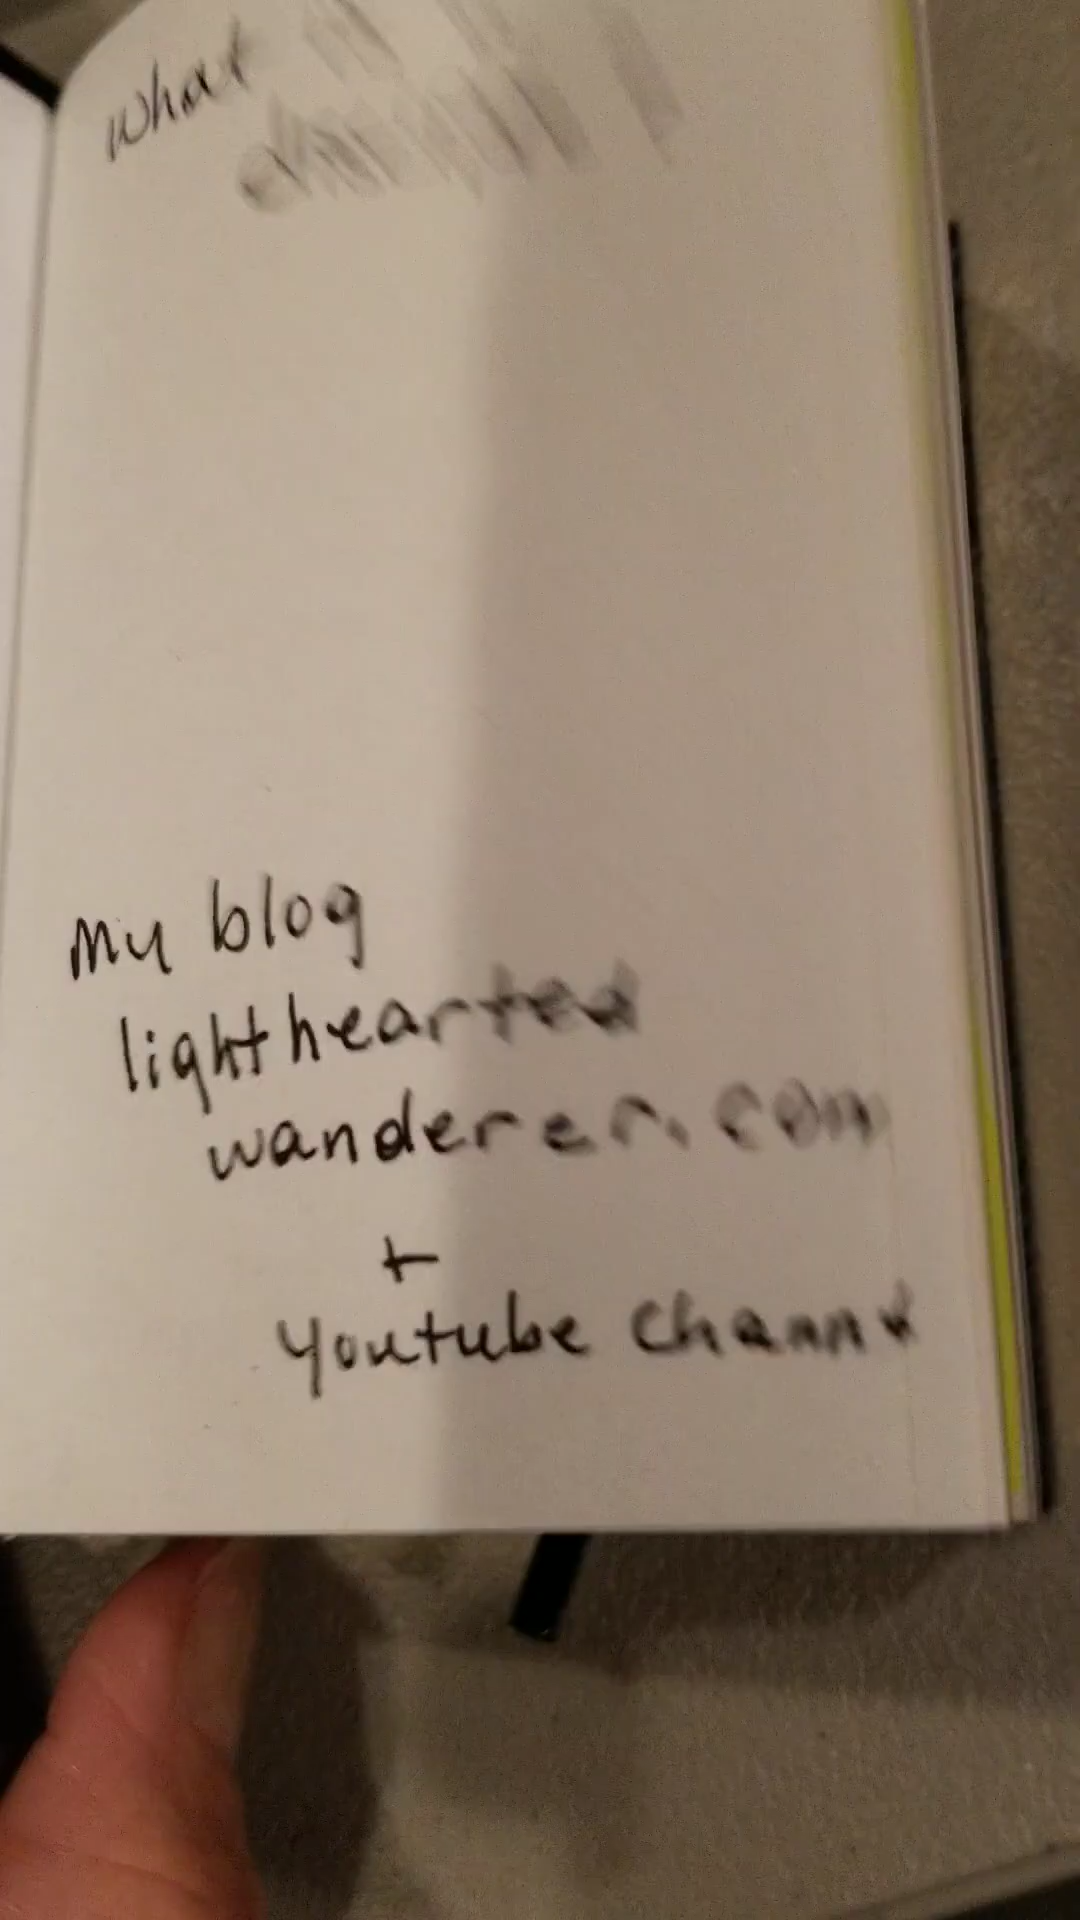 what
my blog
lighthearted
wanderer.com
+
youtube channel